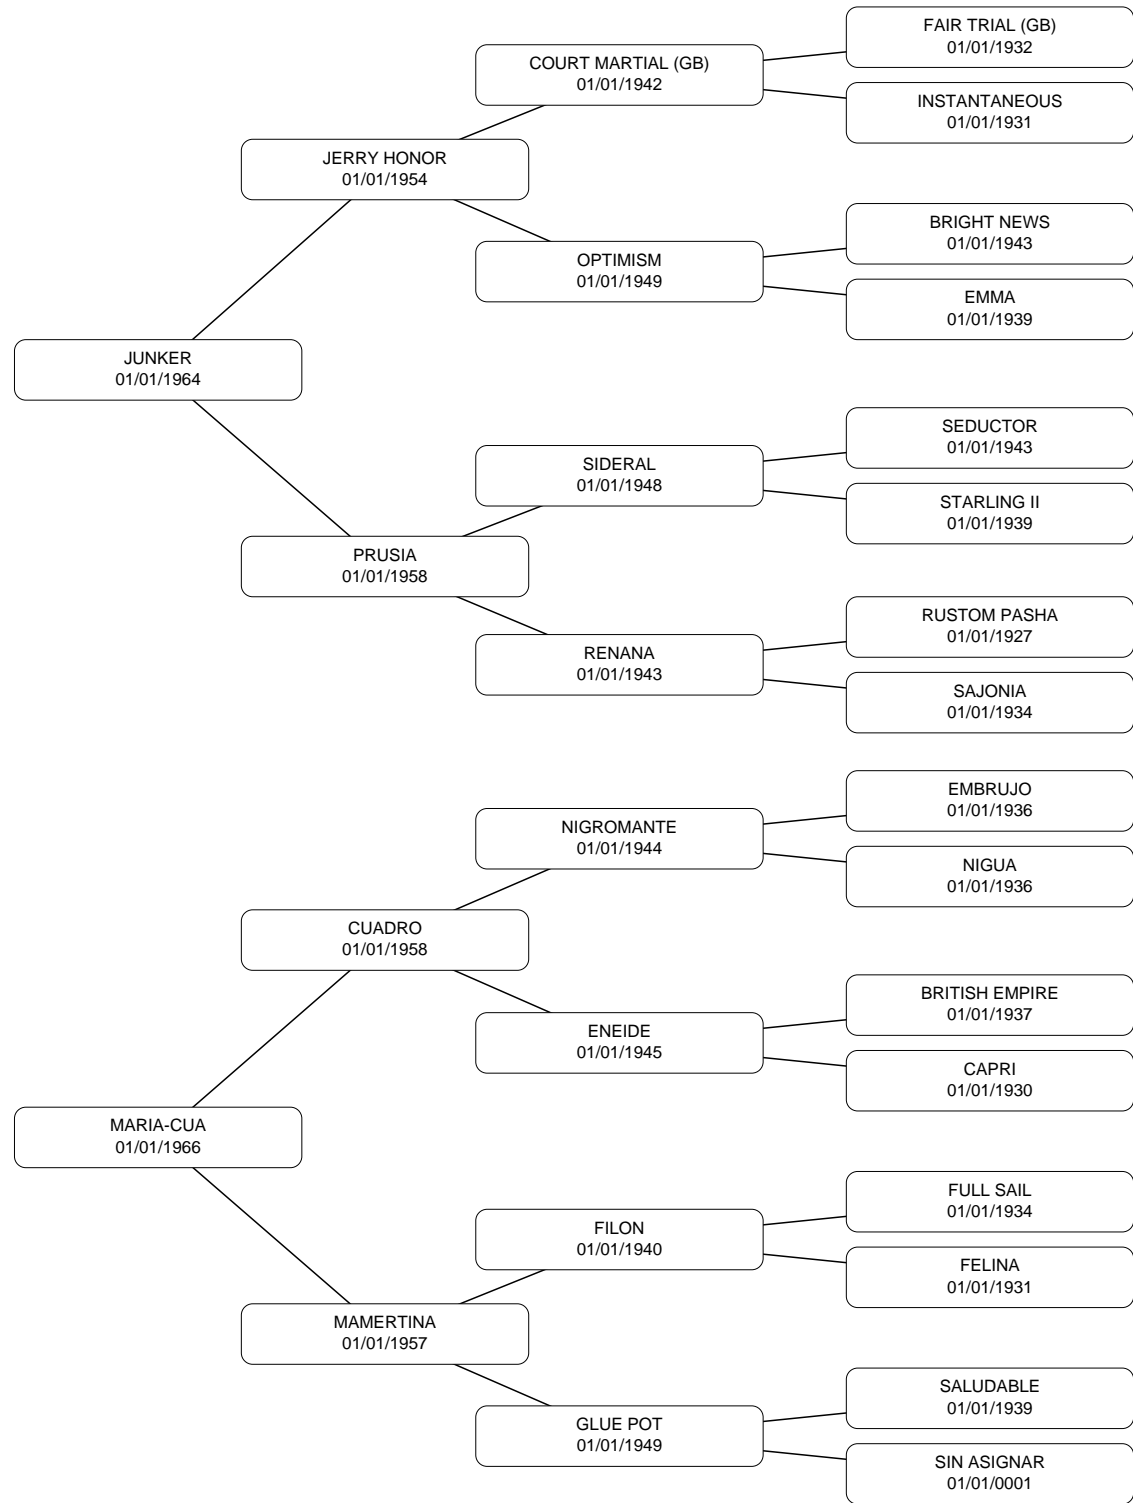 FAIR TRIAL (GB)
01/01/1932
COURT MARTIAL (GB)
01/01/1942
INSTANTANEOUS
01/01/1931
JERRY HONOR
01/01/1954
BRIGHT NEWS
01/01/1943
OPTIMISM
01/01/1949
EMMA
01/01/1939
JUNKER
01/01/1964
SEDUCTOR
01/01/1943
SIDERAL
01/01/1948
STARLING II
01/01/1939
PRUSIA
01/01/1958
RUSTOM PASHA
01/01/1927
RENANA
01/01/1943
SAJONIA
01/01/1934
EMBRUJO
01/01/1936
NIGROMANTE
01/01/1944
NIGUA
01/01/1936
CUADRO
01/01/1958
BRITISH EMPIRE
01/01/1937
ENEIDE
01/01/1945
CAPRI
01/01/1930
MARIA-CUA
01/01/1966
FULL SAIL
01/01/1934
FILON
01/01/1940
FELINA
01/01/1931
MAMERTINA
01/01/1957
SALUDABLE
01/01/1939
GLUE POT
01/01/1949
SIN ASIGNAR
01/01/0001